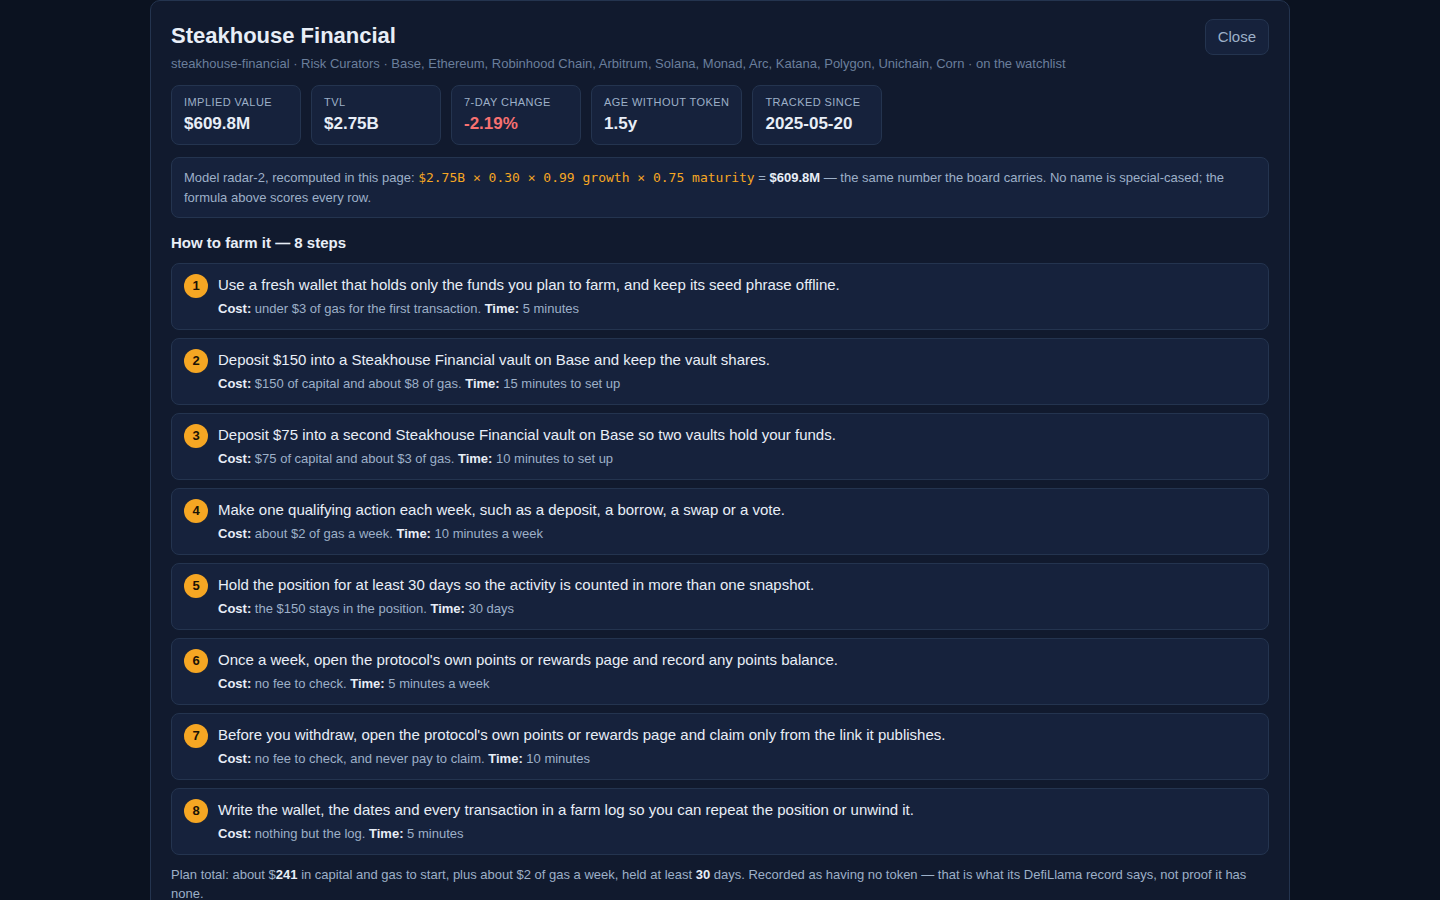 Steakhouse Financial
Close
steakhouse-financial · Risk Curators · Base, Ethereum, Robinhood Chain, Arbitrum, Solana, Monad, Arc, Katana, Polygon, Unichain, Corn · on the watchlist
IMPLIED VALUE
$609.8M
TVL
$2.75B
7-DAY CHANGE
-2.19%
AGE WITHOUT TOKEN
1.5y
TRACKED SINCE
2025-05-20
Model radar-2, recomputed in this page: $2.75B × 0.30 × 0.99 growth × 0.75 maturity = $609.8M — the same number the board carries. No name is special-cased; the
formula above scores every row.
How to farm it — 8 steps
1 Use a fresh wallet that holds only the funds you plan to farm, and keep its seed phrase offline.
Cost: under $3 of gas for the first transaction. Time: 5 minutes
2 Deposit $150 into a Steakhouse Financial vault on Base and keep the vault shares.
Cost: $150 of capital and about $8 of gas. Time: 15 minutes to set up
3 Deposit $75 into a second Steakhouse Financial vault on Base so two vaults hold your funds.
Cost: $75 of capital and about $3 of gas. Time: 10 minutes to set up
4 Make one qualifying action each week, such as a deposit, a borrow, a swap or a vote.
Cost: about $2 of gas a week. Time: 10 minutes a week
5 Hold the position for at least 30 days so the activity is counted in more than one snapshot.
Cost: the $150 stays in the position. Time: 30 days
6 Once a week, open the protocol's own points or rewards page and record any points balance.
Cost: no fee to check. Time: 5 minutes a week
7 Before you withdraw, open the protocol's own points or rewards page and claim only from the link it publishes.
Cost: no fee to check, and never pay to claim. Time: 10 minutes
8 Write the wallet, the dates and every transaction in a farm log so you can repeat the position or unwind it.
Cost: nothing but the log. Time: 5 minutes
Plan total: about $241 in capital and gas to start, plus about $2 of gas a week, held at least 30 days. Recorded as having no token — that is what its DefiLlama record says, not proof it has
none.